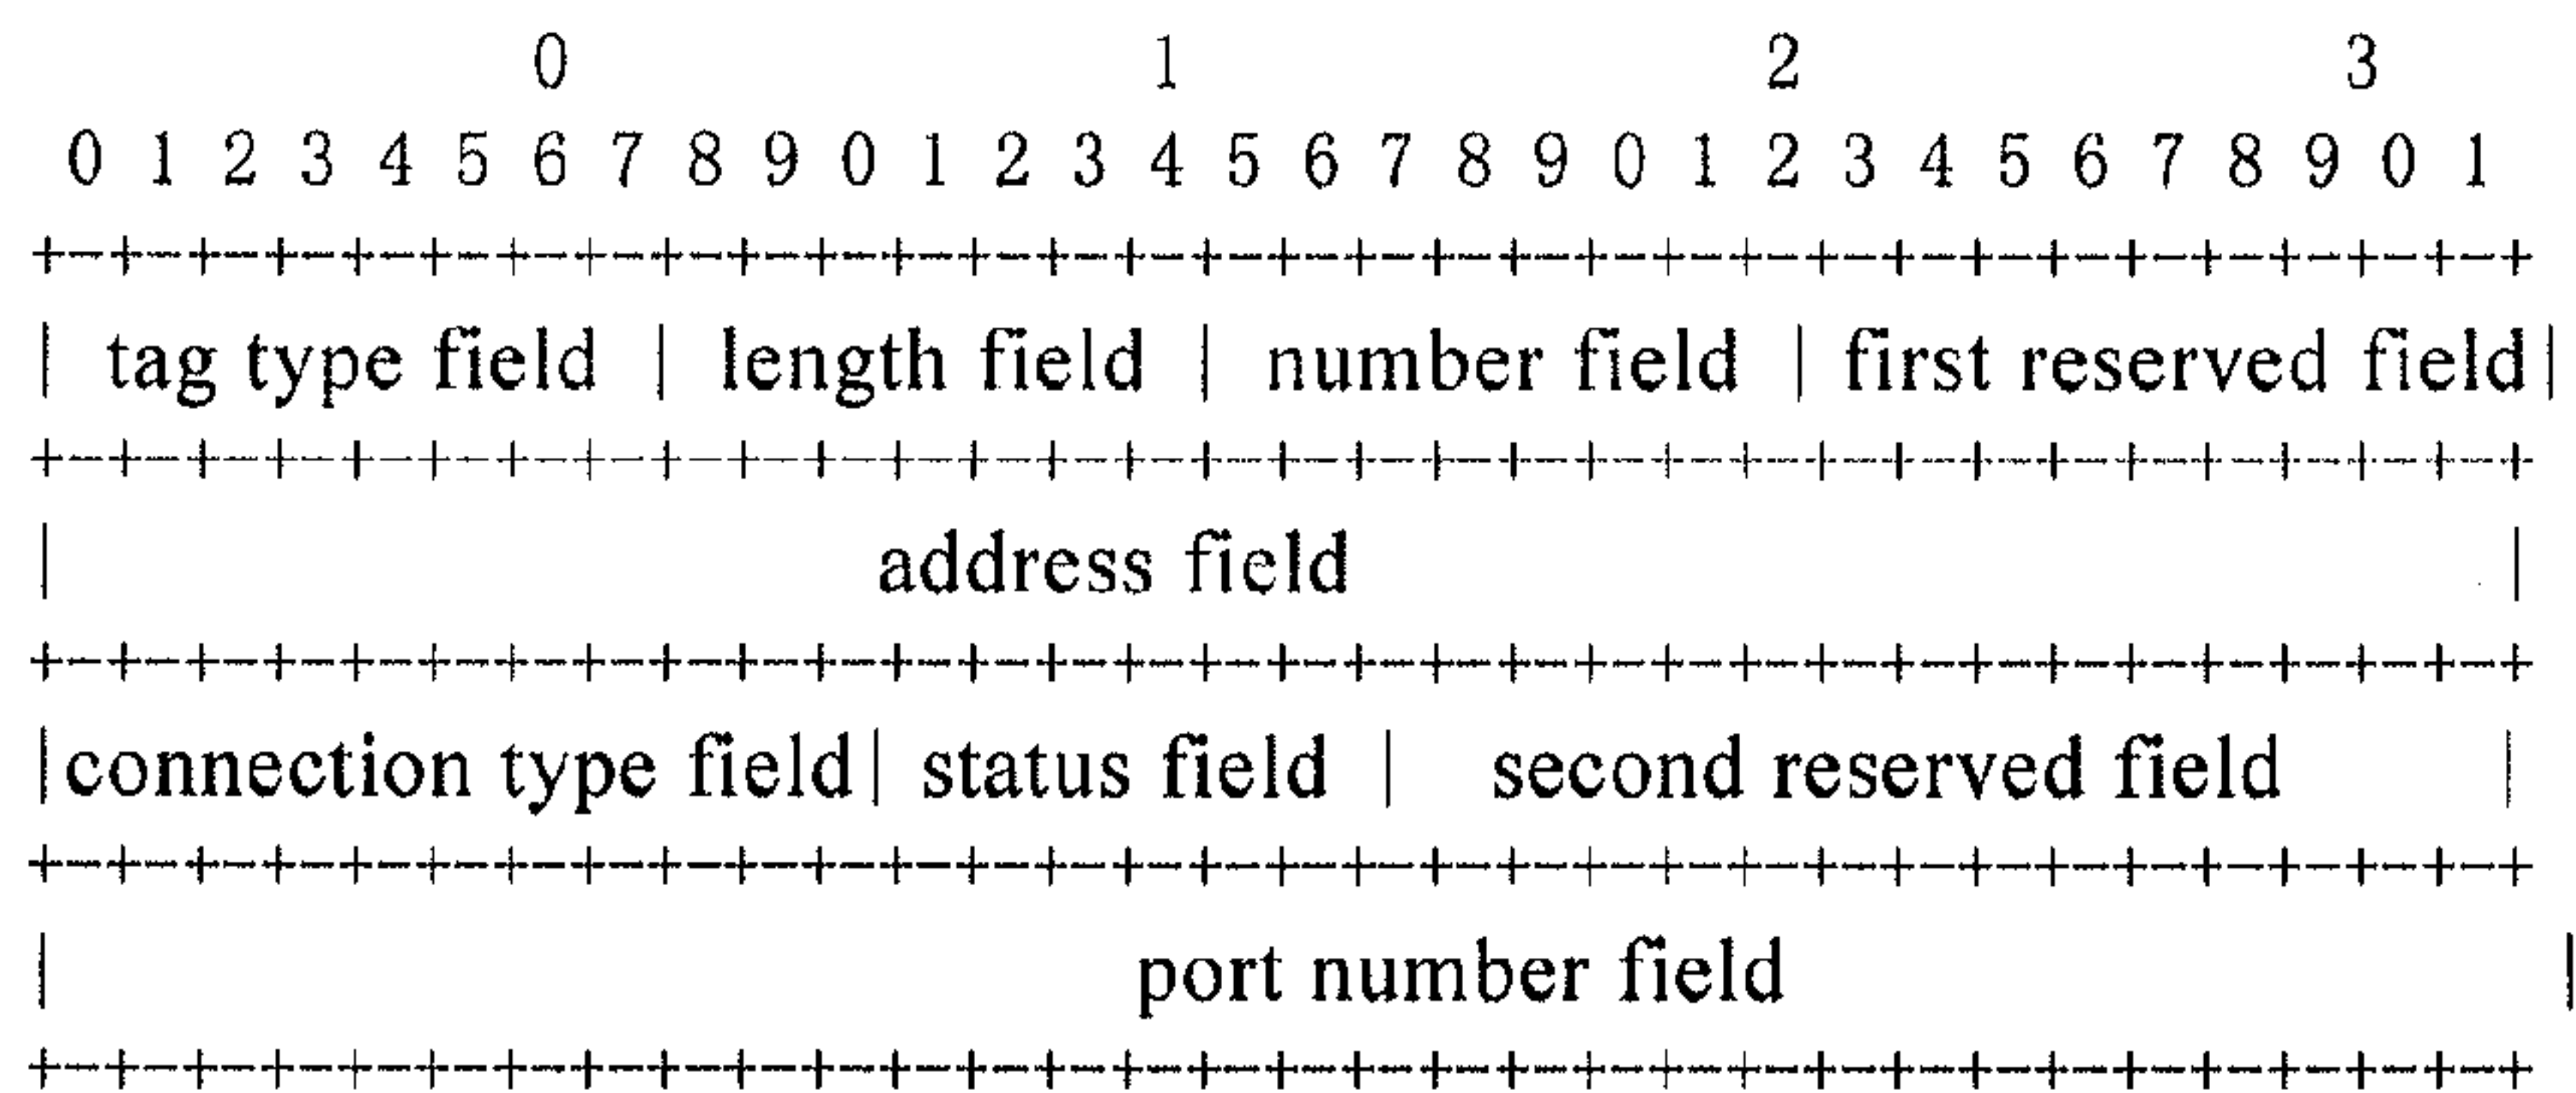 0 1 2 3
0 1 2 3 4 5 6 7 8 9 0 1 2 3 4 5 6 7 8 9 0 1 2 3 4 5 6 7 8 9 0 1
+-+-+-+-+-+-+-+-+-+-+-+-+-+-+-+-+-+-+-+-+-+-+-+-+-+-+-+-+-+-+-+-+
| tag type field | length field | number field | first reserved field|
+-+-+-+-+-+-+-+-+-+-+-+-+-+-+-+-+-+-+-+-+-+-+-+-+-+-+-+-+-+-+-+-+
| address field |
+-+-+-+-+-+-+-+-+-+-+-+-+-+-+-+-+-+-+-+-+-+-+-+-+-+-+-+-+-+-+-+-+
|connection type field| status field | second reserved field |
+-+-+-+-+-+-+-+-+-+-+-+-+-+-+-+-+-+-+-+-+-+-+-+-+-+-+-+-+-+-+-+-+
| port number field |
+-+-+-+-+-+-+-+-+-+-+-+-+-+-+-+-+-+-+-+-+-+-+-+-+-+-+-+-+-+-+-+-+